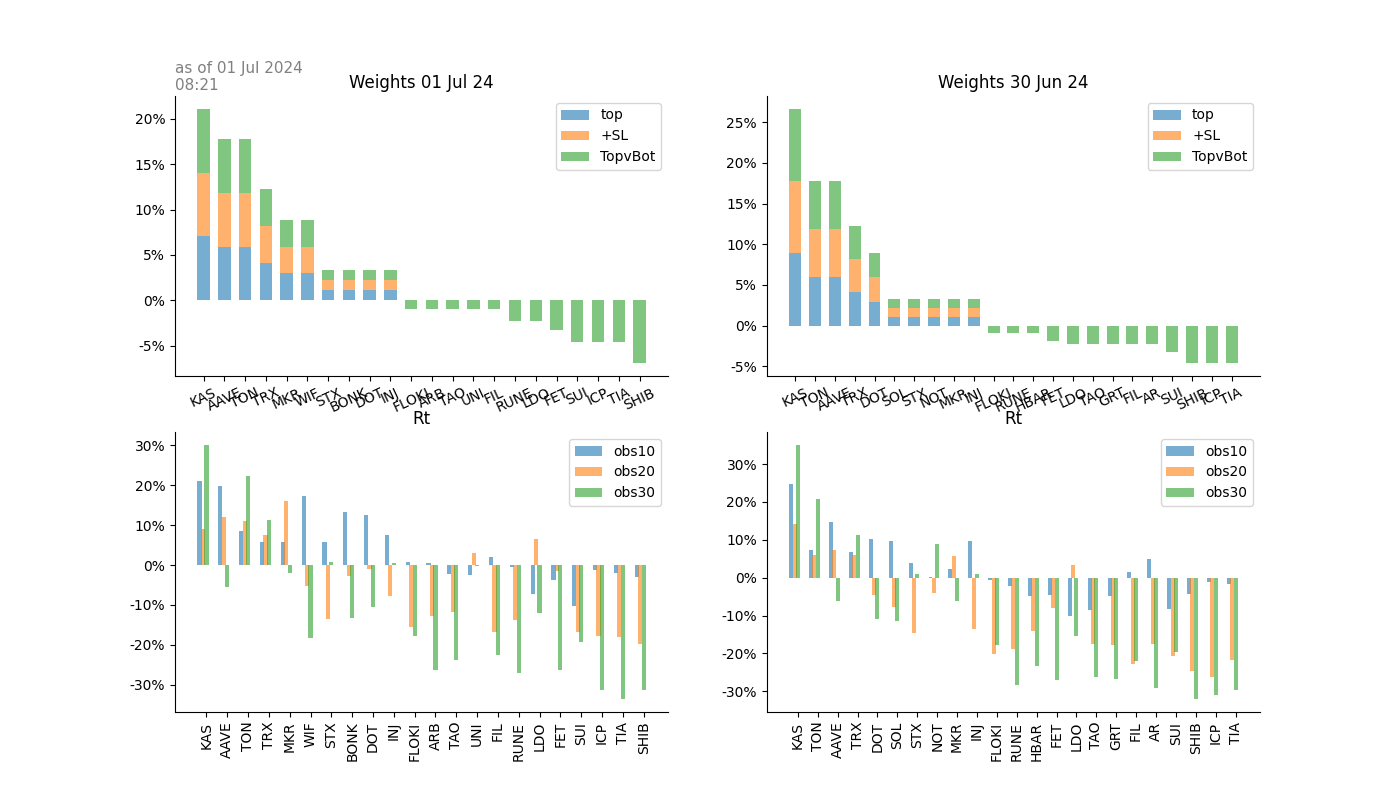 as of 01 Jul 2024
08:21
Weights 01 Jul 24
top
+SL
TopvBot
20%
15%
10%
5%
0%
-5%
KAS AAVE TON TRX MKR WIF STX BONK DOT INJ FLOKI ARB TAO UNI FIL RUNE LDO FET SUI ICP TIA SHIB
Weights 30 Jun 24
top
+SL
TopvBot
25%
20%
15%
10%
5%
0%
-5%
KAS TON AAVE TRX DOT SOL STX NOT MKR INJ FLOKI RUNE HBAR FET LDO TAO GRT FIL AR SUI SHIB ICP TIA
Rt
obs10
obs20
obs30
30%
20%
10%
0%
-10%
-20%
-30%
KAS AAVE TON TRX MKR WIF STX BONK DOT INJ FLOKI ARB TAO UNI FIL RUNE LDO FET SUI ICP TIA SHIB
Rt
obs10
obs20
obs30
30%
20%
10%
0%
-10%
-20%
-30%
KAS TON AAVE TRX DOT SOL STX NOT MKR INJ FLOKI RUNE HBAR FET LDO TAO GRT FIL AR SUI SHIB ICP TIA